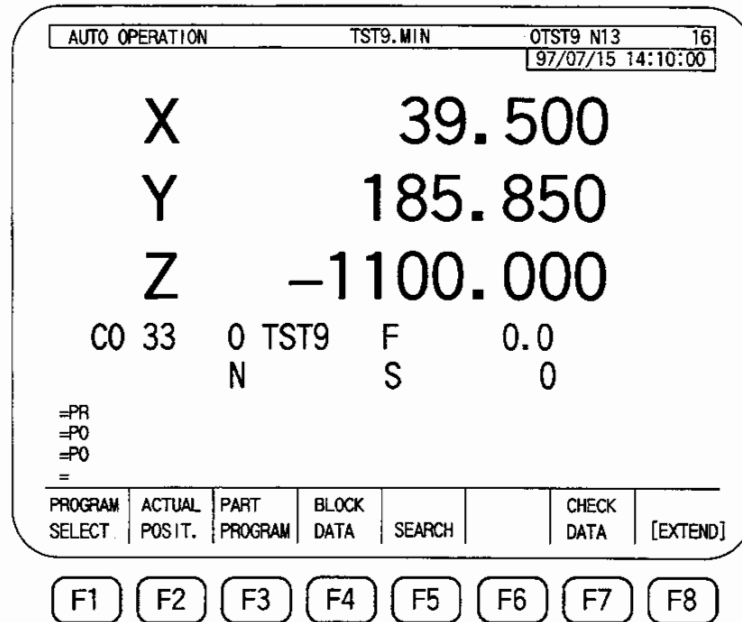 AUTO OPERATION TST9.MIN OTST9 N13 16
97/07/15 14:10:00
X 39.500
Y 185.850
Z -1100.000
CO 33 O TST9 F 0.0
N S 0
=PR
=PO
=PO
=
PROGRAM ACTUAL PART BLOCK CHECK
SELECT POSIT. PROGRAM DATA SEARCH DATA [EXTEND]
F1 F2 F3 F4 F5 F6 F7 F8